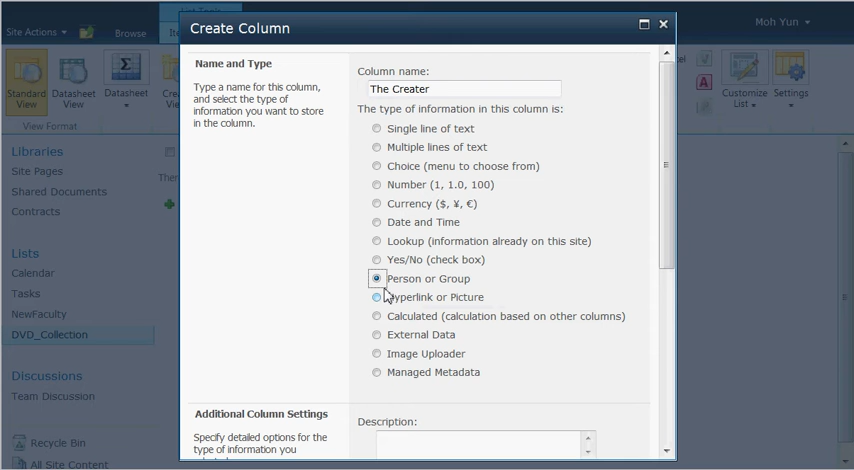 Create Column
Moh Yun
Site Actions
Browse
Standard View
Datasheet View
Datasheet
View Format
Customize List
Settings
Libraries
Site Pages
Shared Documents
Contracts
Lists
Calendar
Tasks
NewFaculty
DVD_Collection
Discussions
Team Discussion
Recycle Bin
All Site Content
Name and Type
Type a name for this column,
and select the type of
information you want to store
in the column.
Column name:
The Creater
The type of information in this column is:
Single line of text
Multiple lines of text
Choice (menu to choose from)
Number (1, 1.0, 100)
Currency ($, ¥, €)
Date and Time
Lookup (information already on this site)
Yes/No (check box)
Person or Group
Hyperlink or Picture
Calculated (calculation based on other columns)
External Data
Image Uploader
Managed Metadata
Additional Column Settings
Specify detailed options for the
type of information you
Description: